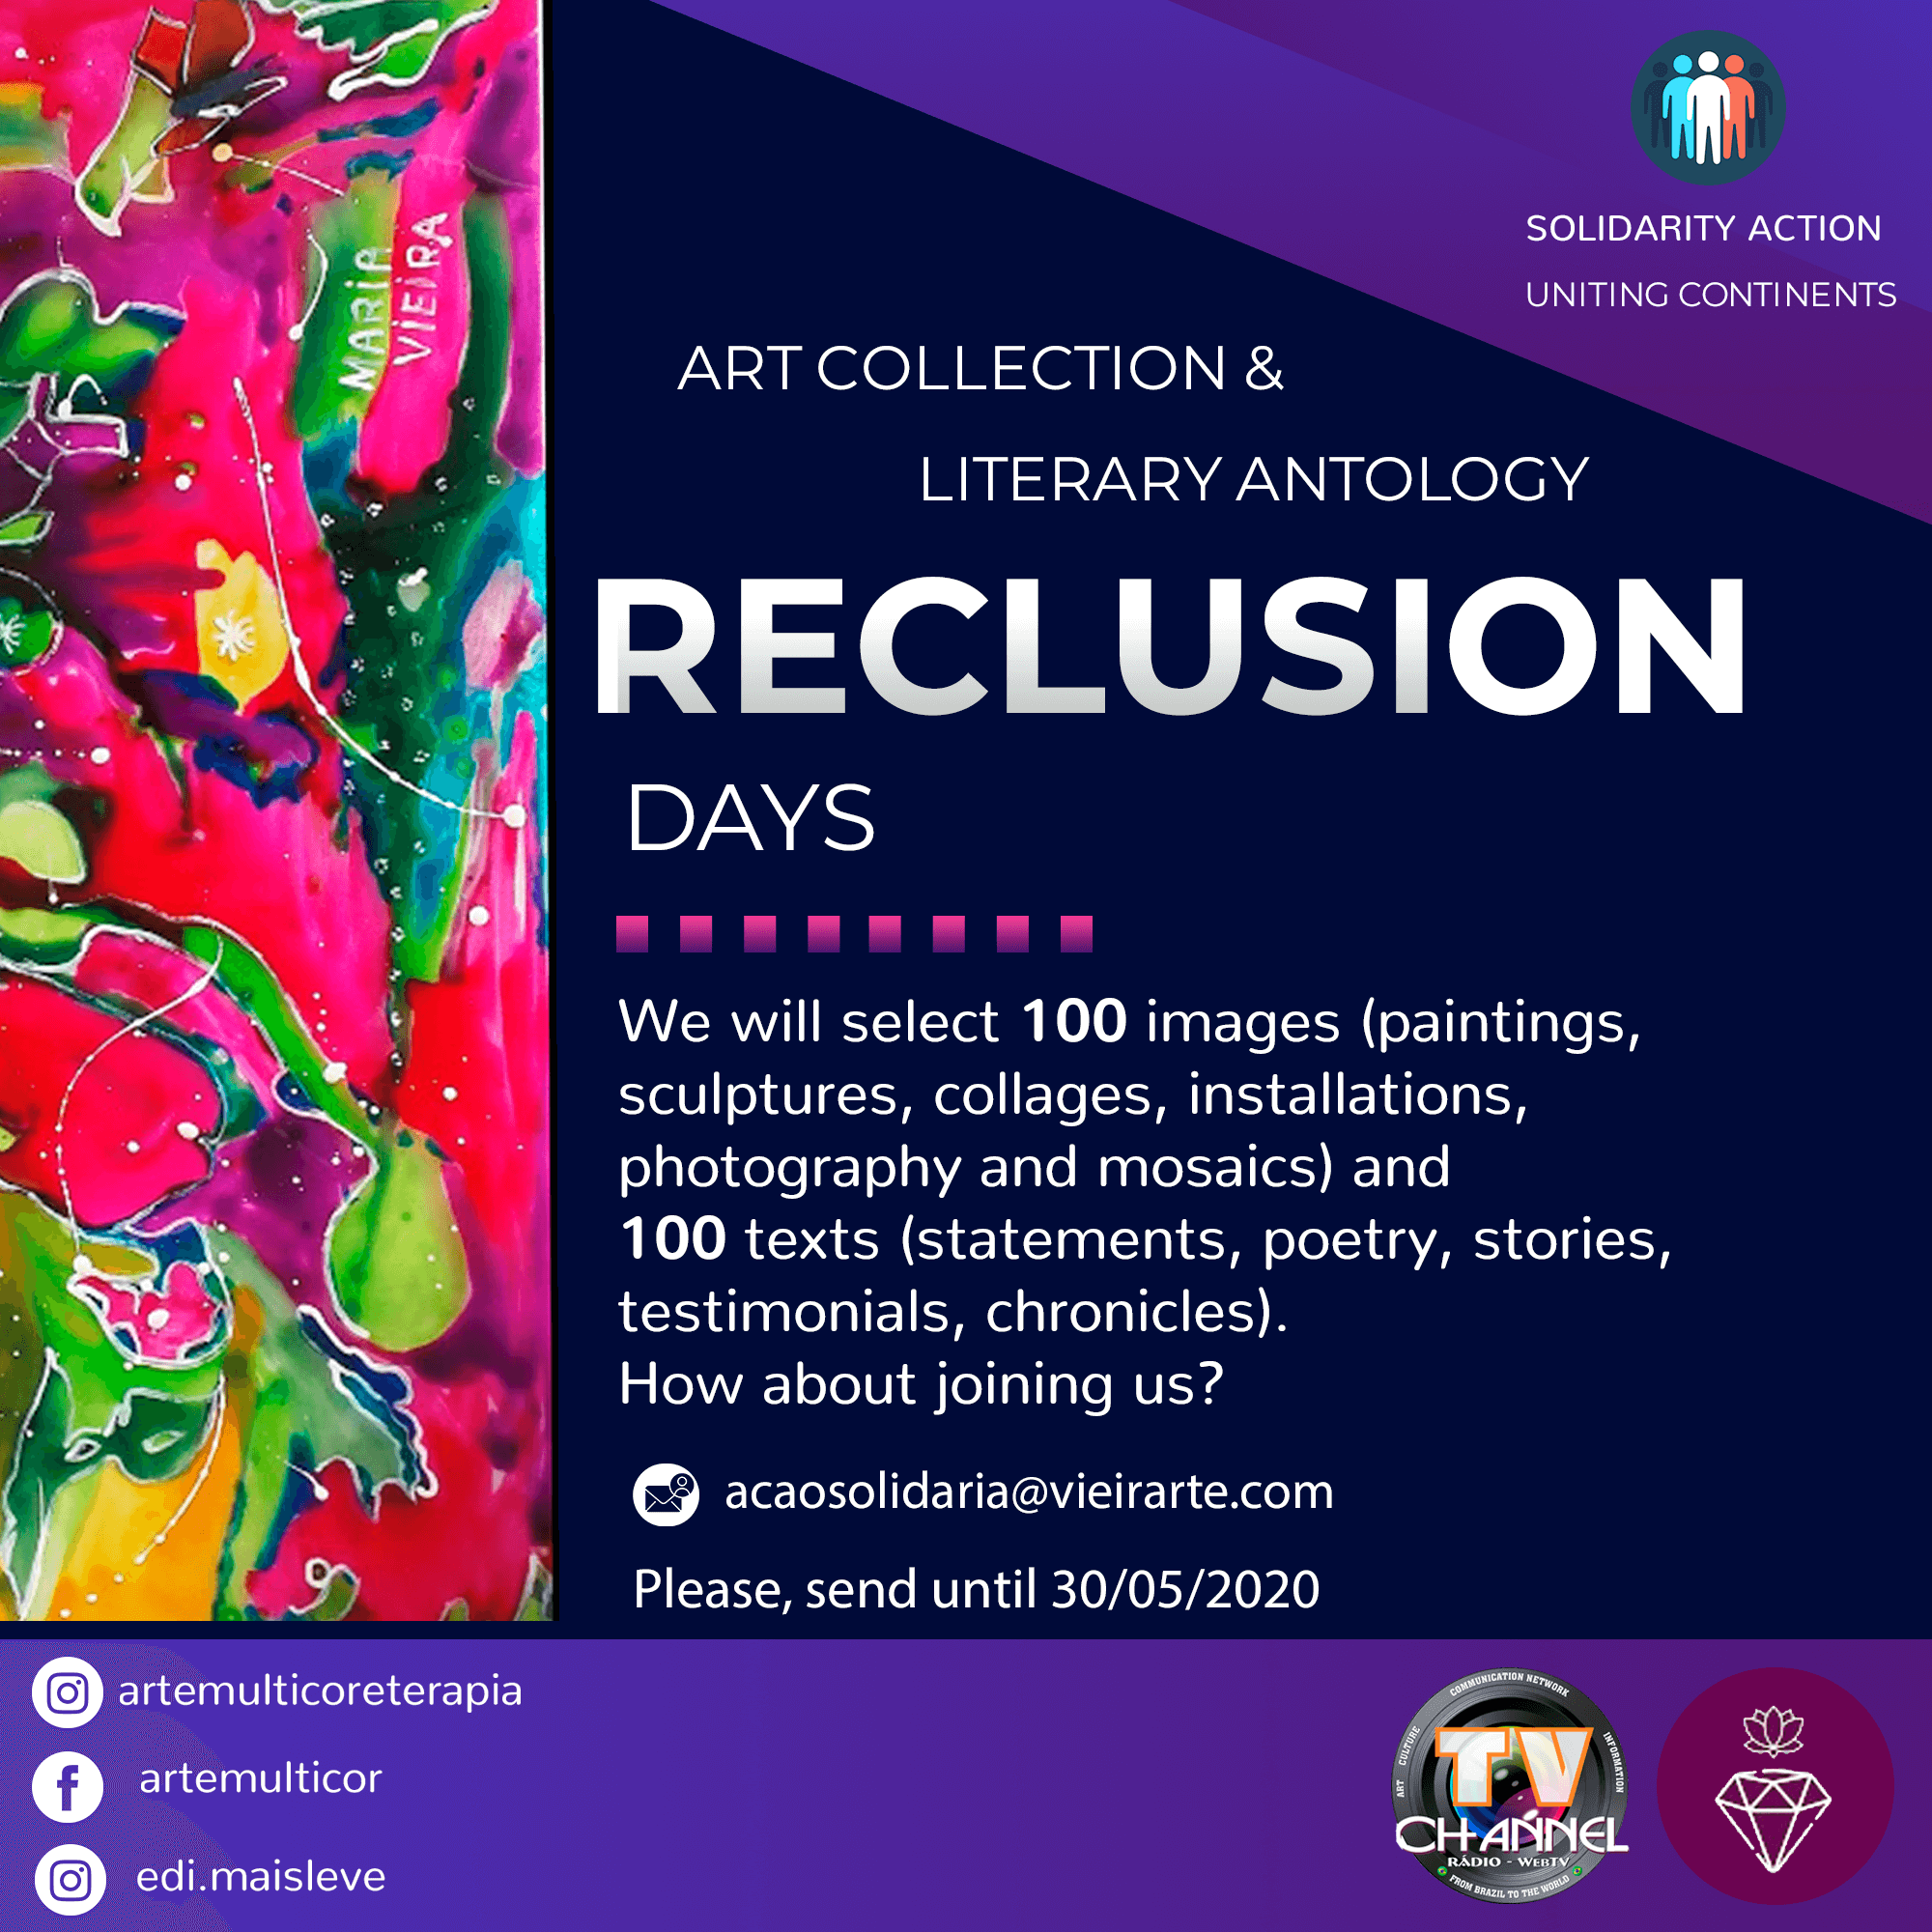 MARIA
VIEIRA
SOLIDARITY ACTION
UNITING CONTINENTS
ART COLLECTION &
LITERARY ANTOLOGY
RECLUSION
DAYS
We will select 100 images (paintings,
sculptures, collages, installations,
photography and mosaics) and
100 texts (statements, poetry, stories,
testimonials, chronicles).
How about joining us?
acaosolidaria@vieirarte.com
Please, send until 30/05/2020
artemulticoreterapia
artemulticor
edi.maisleve
COMMUNICATION NETWORK
ART CULTURE
INFORMATION
TV
CHANNEL
RÁDIO - WEBTV
FROM BRAZIL TO THE WORLD